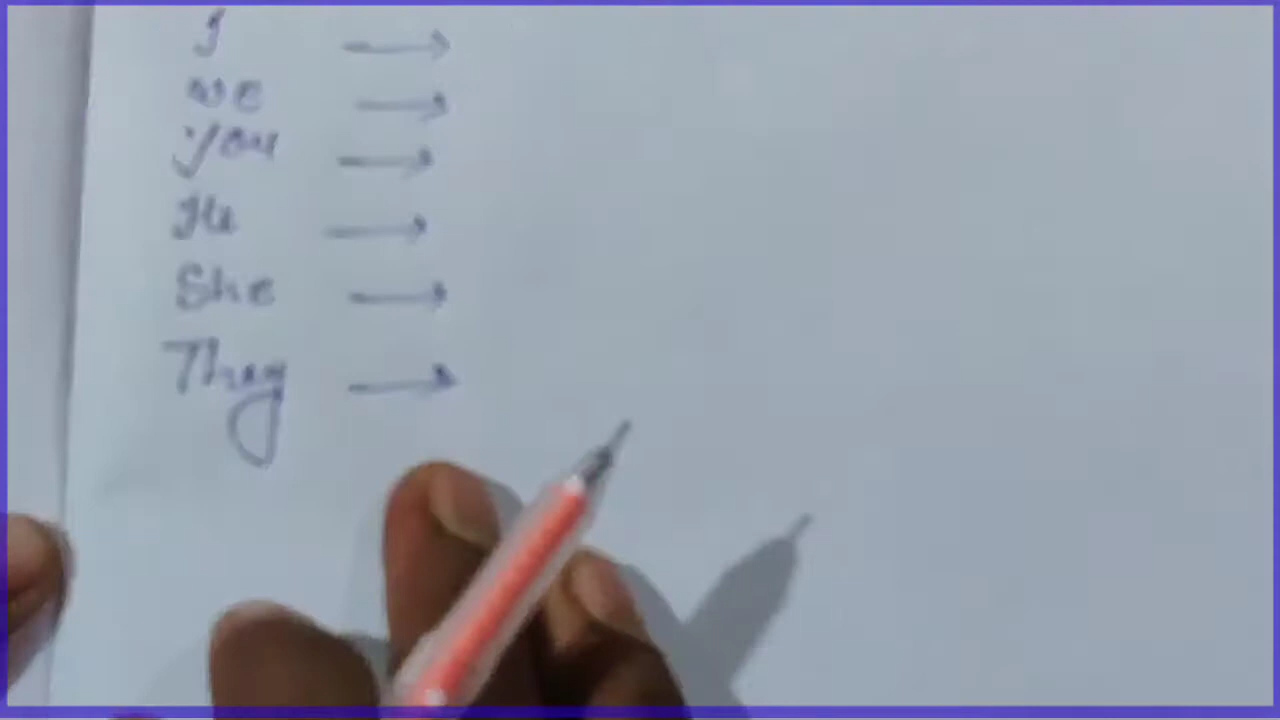 I →
we →
You →
He →
She →
They →